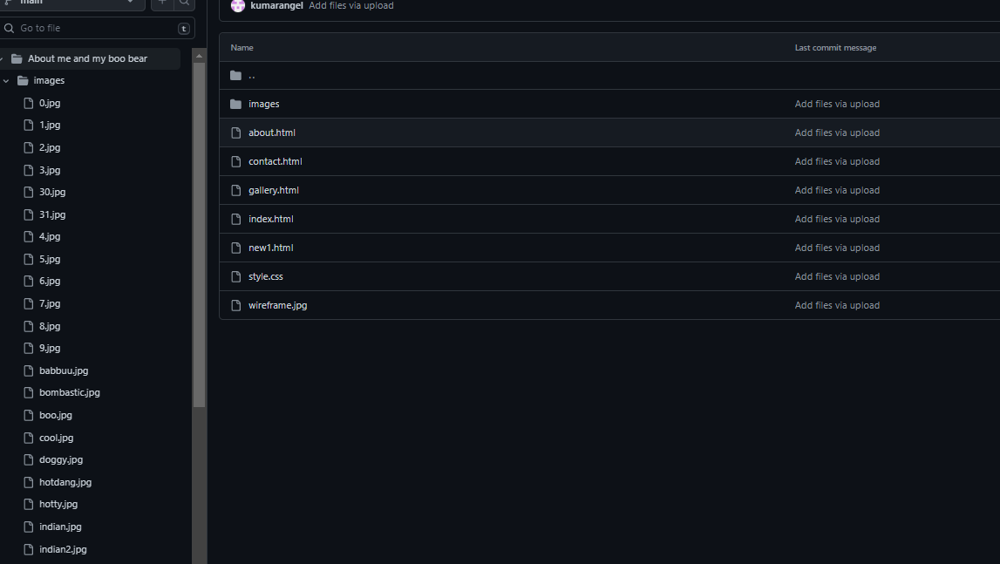 main
Go to file
t
About me and my boo bear
images
0.jpg
1.jpg
2.jpg
3.jpg
30.jpg
31.jpg
4.jpg
5.jpg
6.jpg
7.jpg
8.jpg
9.jpg
babbuu.jpg
bombastic.jpg
boo.jpg
cool.jpg
doggy.jpg
hotdang.jpg
hotty.jpg
indian.jpg
indian2.jpg
kumarangel Add files via upload
Name Last commit message
..
images Add files via upload
about.html Add files via upload
contact.html Add files via upload
gallery.html Add files via upload
index.html Add files via upload
new1.html Add files via upload
style.css Add files via upload
wireframe.jpg Add files via upload